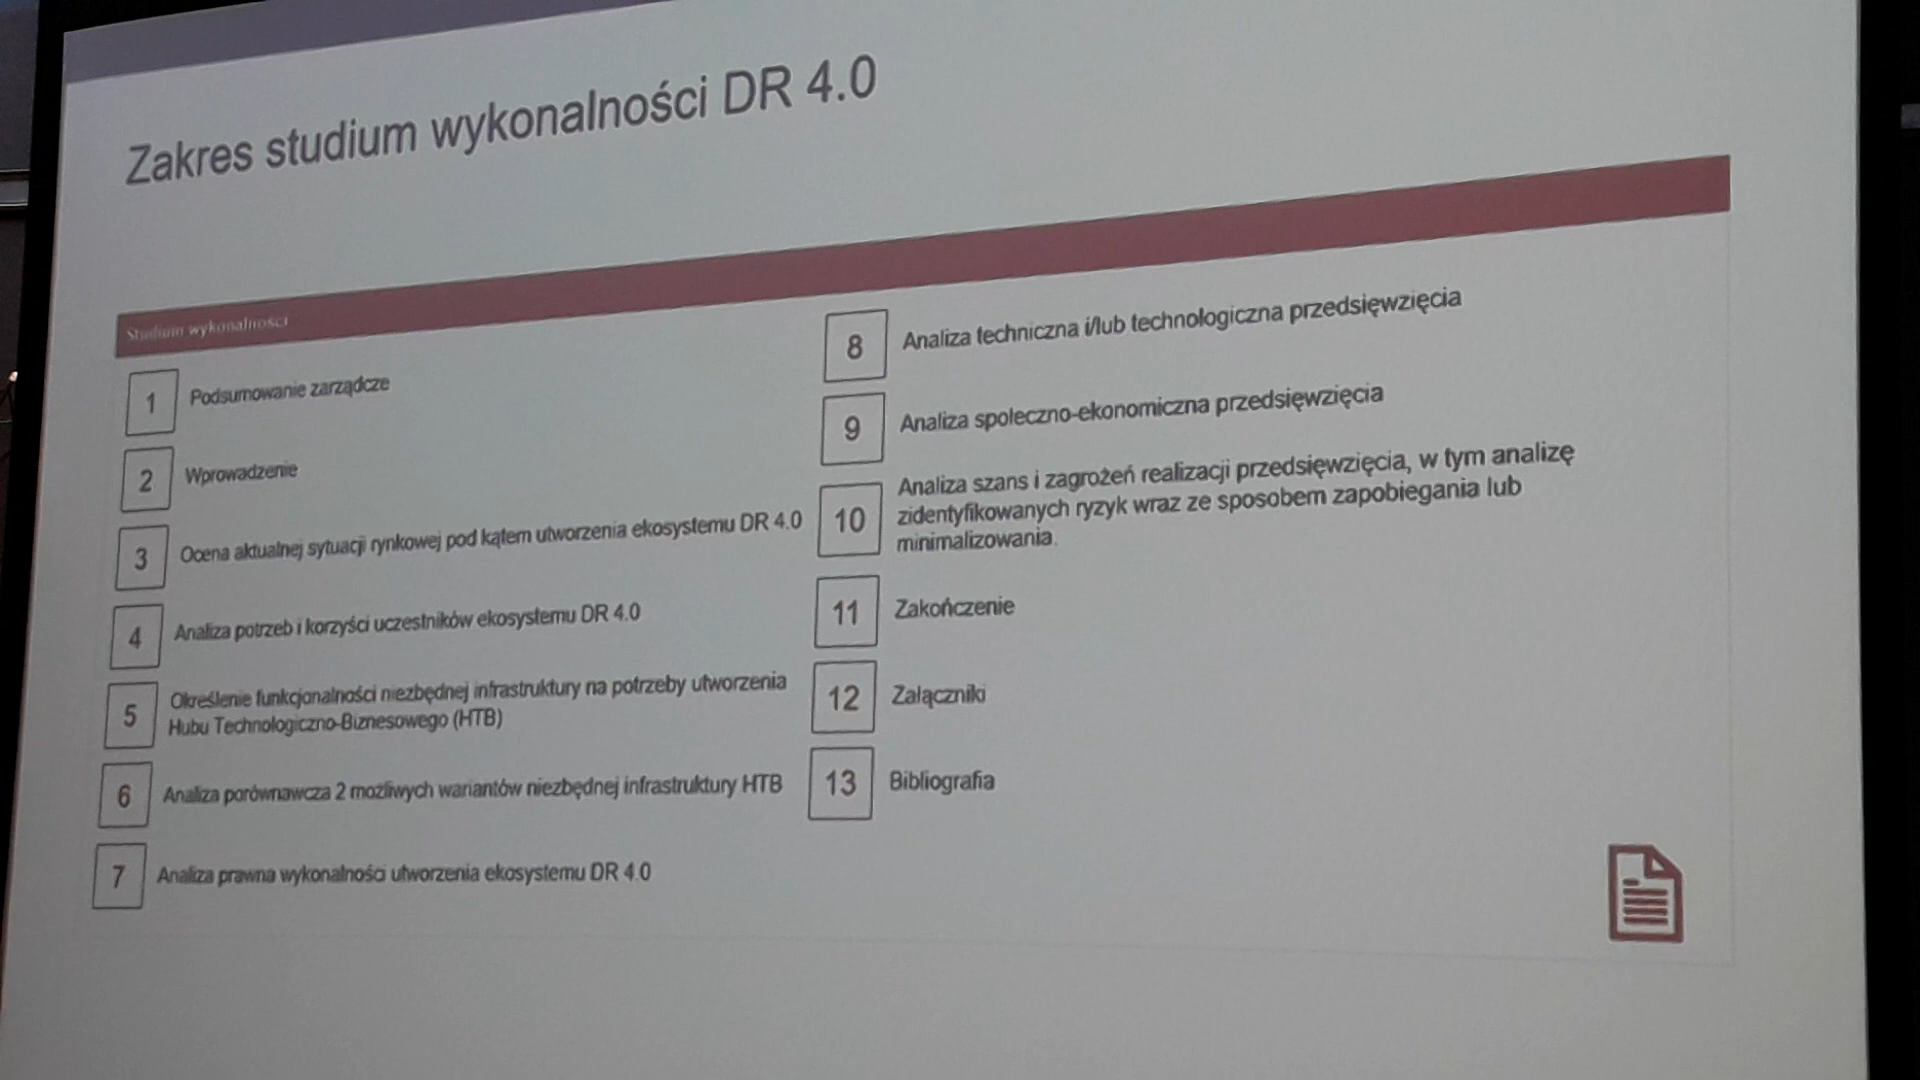 Zakres studium wykonalności DR 4.0
Studium wykonalności
1 Podsumowanie zarządcze
2 Wprowadzenie
3 Ocena aktualnej sytuacji rynkowej pod kątem utworzenia ekosystemu DR 4.0
4 Analiza potrzeb i korzyści uczestników ekosystemu DR 4.0
5 Określenie funkcjonalności niezbędnej infrastruktury na potrzeby utworzenia
Hubu Technologiczno-Biznesowego (HTB)
6 Analiza porównawcza 2 możliwych wariantów niezbędnej infrastruktury HTB
7 Analiza prawna wykonalności utworzenia ekosystemu DR 4.0
8 Analiza techniczna i/lub technologiczna przedsięwzięcia
9 Analiza społeczno-ekonomiczna przedsięwzięcia
10 Analiza szans i zagrożeń realizacji przedsięwzięcia, w tym analizę
zidentyfikowanych ryzyk wraz ze sposobem zapobiegania lub
minimalizowania.
11 Zakończenie
12 Załączniki
13 Bibliografia